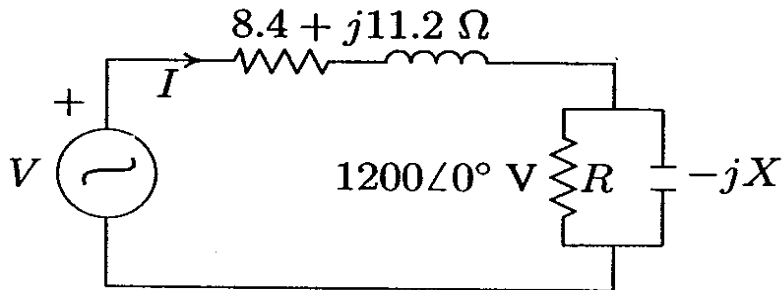 8.4 + j11.2 Ω
+
I
V
1200∠0° V
R
−jX